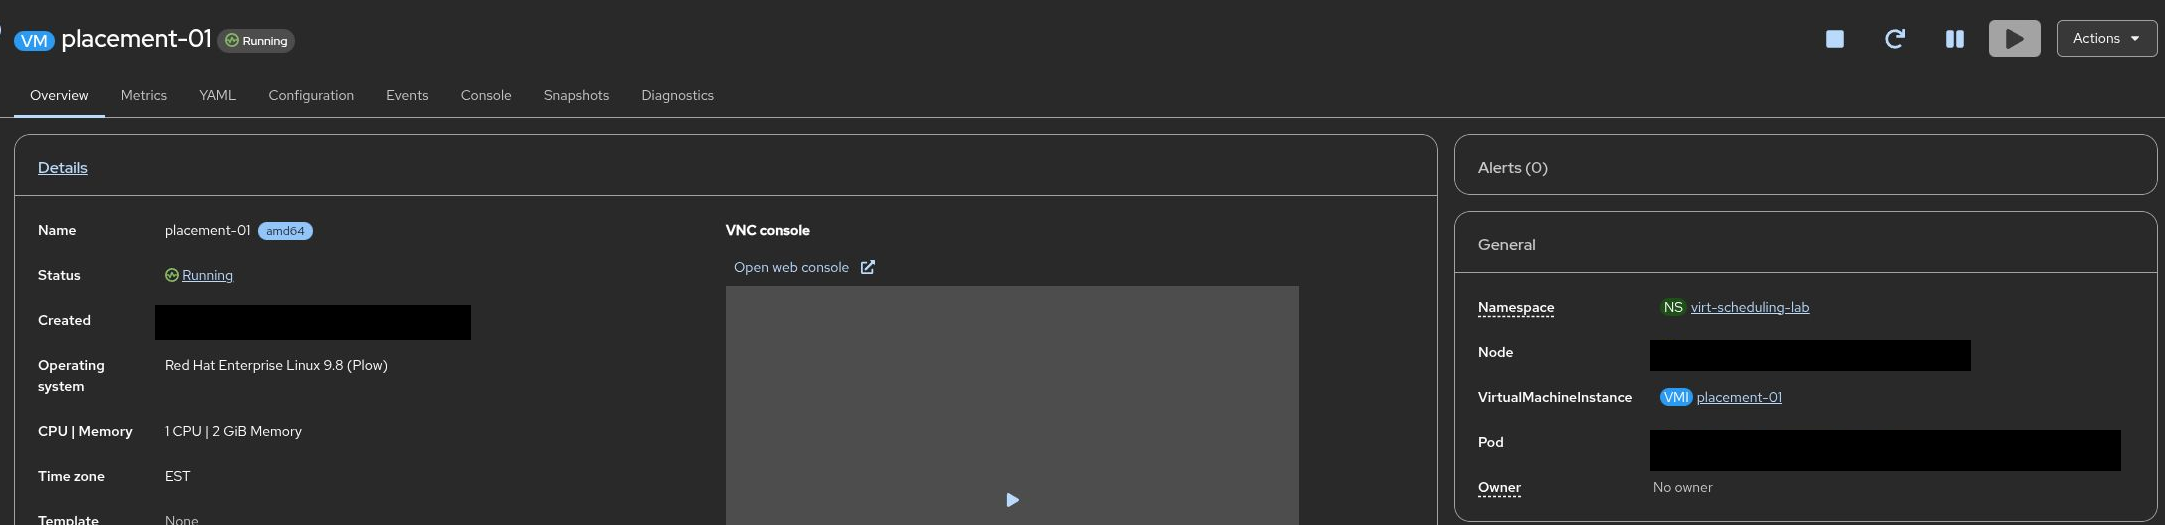 VM placement-01 Running
Actions
Overview Metrics YAML Configuration Events Console Snapshots Diagnostics
Details
Name placement-01 amd64
Status Running
Created
Operating system Red Hat Enterprise Linux 9.8 (Plow)
CPU | Memory 1 CPU | 2 GiB Memory
Time zone EST
Template None
VNC console
Open web console
Alerts (0)
General
Namespace NS virt-scheduling-lab
Node
VirtualMachineInstance VMI placement-01
Pod
Owner No owner